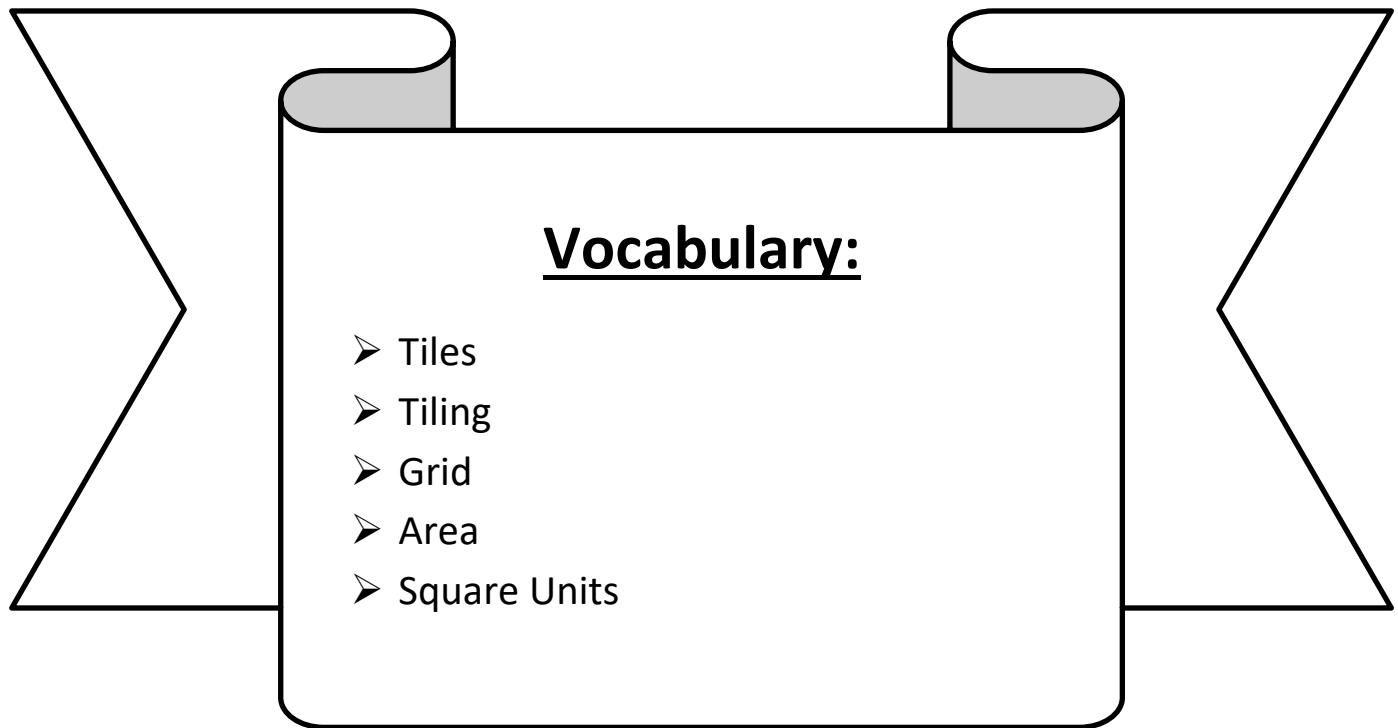 Vocabulary:
➢ Tiles
➢ Tiling
➢ Grid
➢ Area
➢ Square Units